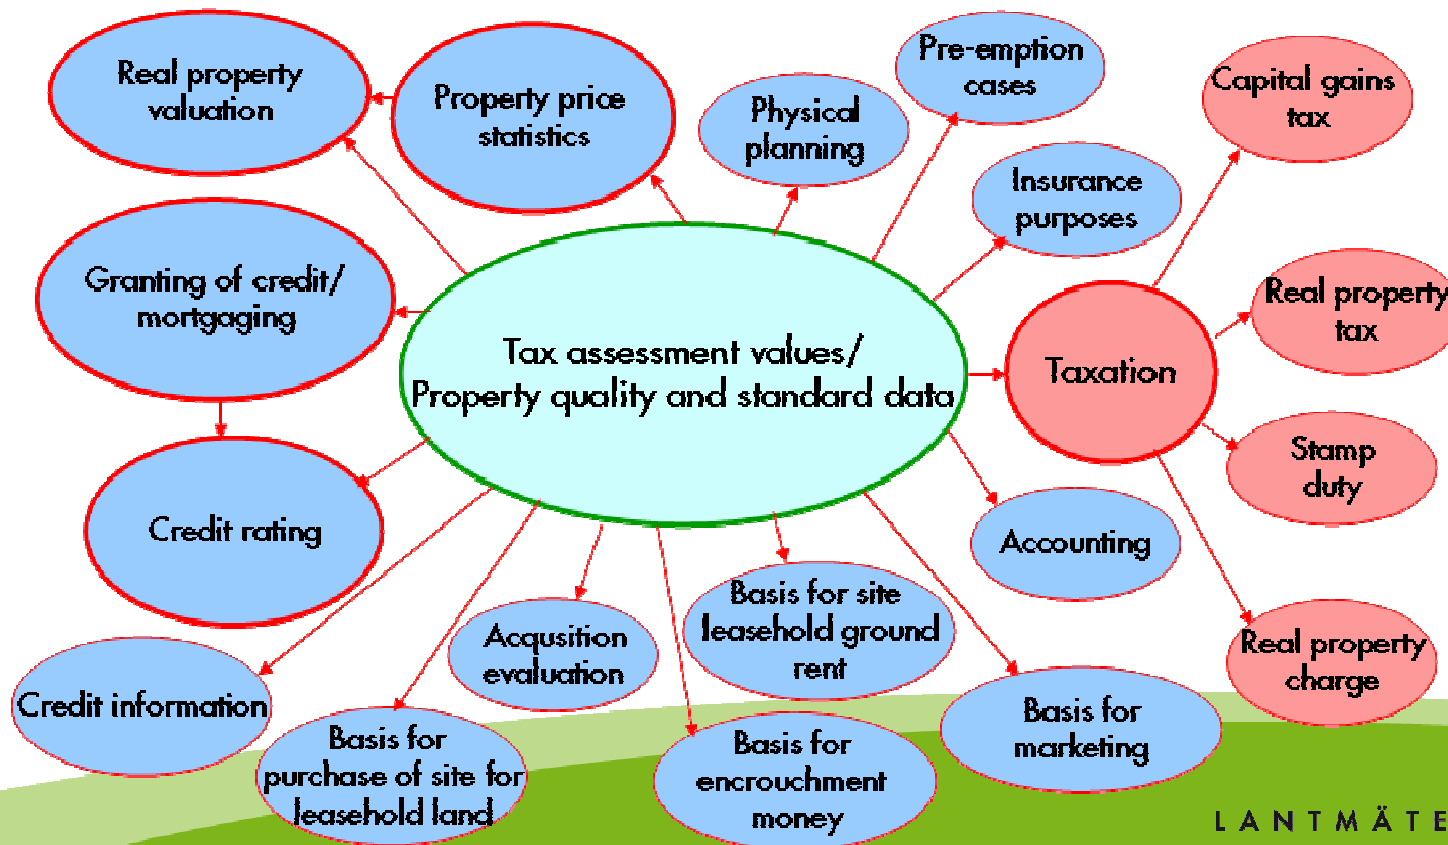 Real property
valuation
Property price
statistics
Physical
planning
Pre-emption
cases
Capital gains
tax
Insurance
purposes
Granting of credit/
mortgaging
Real property
tax
Tax assessment values/
Property quality and standard data
Taxation
Stamp
duty
Credit rating
Accounting
Basis for site
leasehold ground
rent
Acqusition
evaluation
Real property
charge
Credit information
Basis for
purchase of site for
leasehold land
Basis for
encrouchment
money
Basis for
marketing
LANTMÄTE